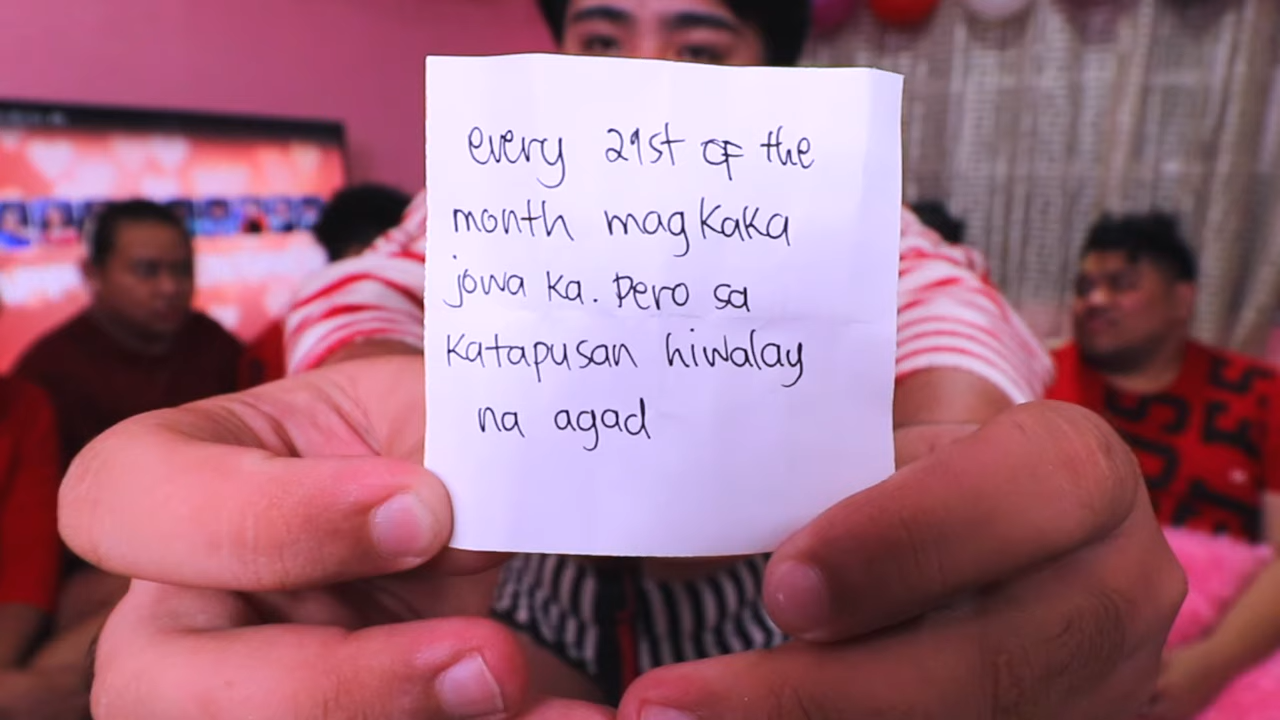 every 21st of the
month magkaka
jowa ka. pero sa
katapusan hiwalay
na agad